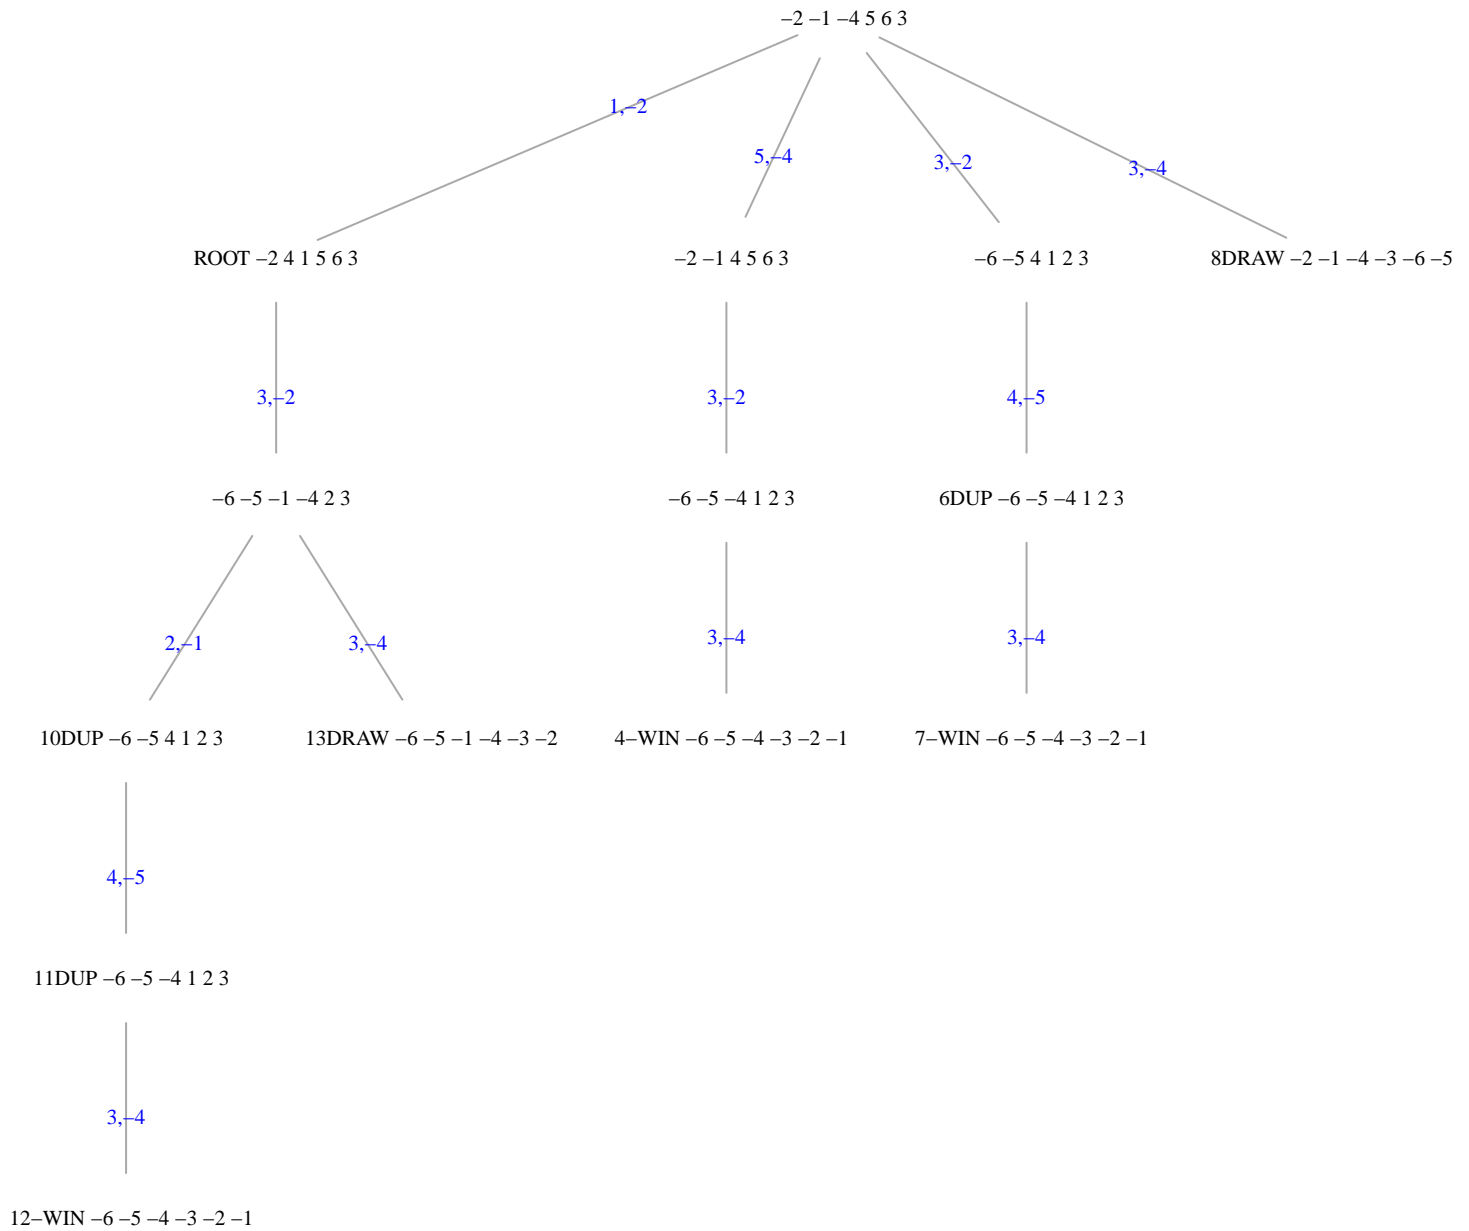 –2 –1 –4 5 6 3
1,–2
5,–4
3,–2
3,–4
ROOT –2 4 1 5 6 3
–2 –1 4 5 6 3
–6 –5 4 1 2 3
8DRAW –2 –1 –4 –3 –6 –5
3,–2
3,–2
4,–5
–6 –5 –1 –4 2 3
–6 –5 –4 1 2 3
6DUP –6 –5 –4 1 2 3
2,–1
3,–4
3,–4
3,–4
10DUP –6 –5 4 1 2 3
13DRAW –6 –5 –1 –4 –3 –2
4–WIN –6 –5 –4 –3 –2 –1
7–WIN –6 –5 –4 –3 –2 –1
4,–5
11DUP –6 –5 –4 1 2 3
3,–4
12–WIN –6 –5 –4 –3 –2 –1